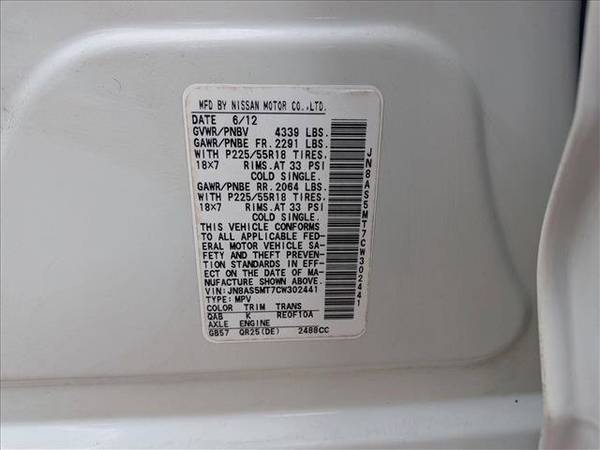 MFD BY NISSAN MOTOR CO.,LTD.
DATE 6/12
GVWR/PNBV 4339 LBS.
GAWR/PNBE FR.2291 LBS.
WITH P225/55R18 TIRES.
18X7 RIMS.AT 33 PSI
COLD SINGLE.
GAWR/PNBE RR.2064 LBS.
WITH P225/55R18 TIRES.
18X7 RIMS.AT 33 PSI
COLD SINGLE.
THIS VEHICLE CONFORMS
TO ALL APPLICABLE FED-
ERAL MOTOR VEHICLE SA-
FETY AND THEFT PREVEN-
TION STANDARDS IN EFF-
ECT ON THE DATE OF MA-
NUFACTURE SHOWN ABOVE.
VIN:JN8AS5MT7CW302441
TYPE:MPV
COLOR TRIM TRANS
QAB K RE0F10A
AXLE ENGINE
GB57 QR25(DE) 2488CC
JN8AS5MT7CW302441